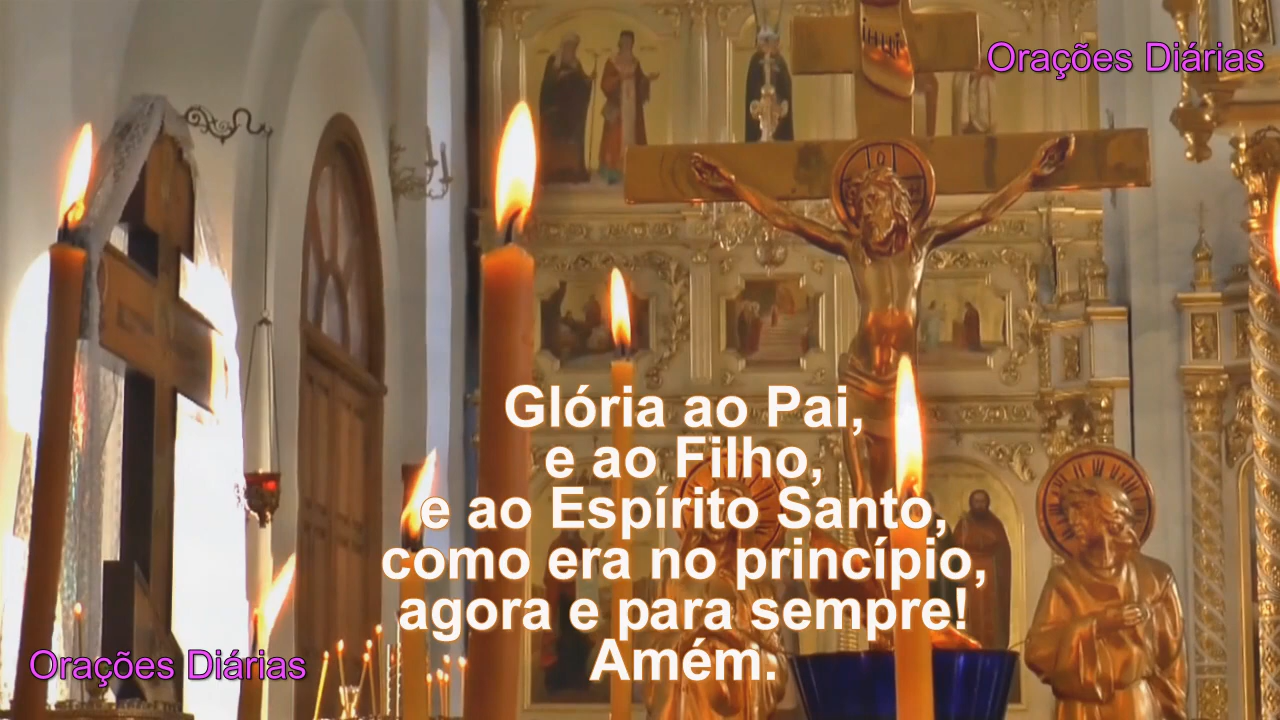 Orações Diárias
Glória ao Pai,
e ao Filho,
e ao Espírito Santo,
como era no princípio,
agora e para sempre!
Amém.
Orações Diárias